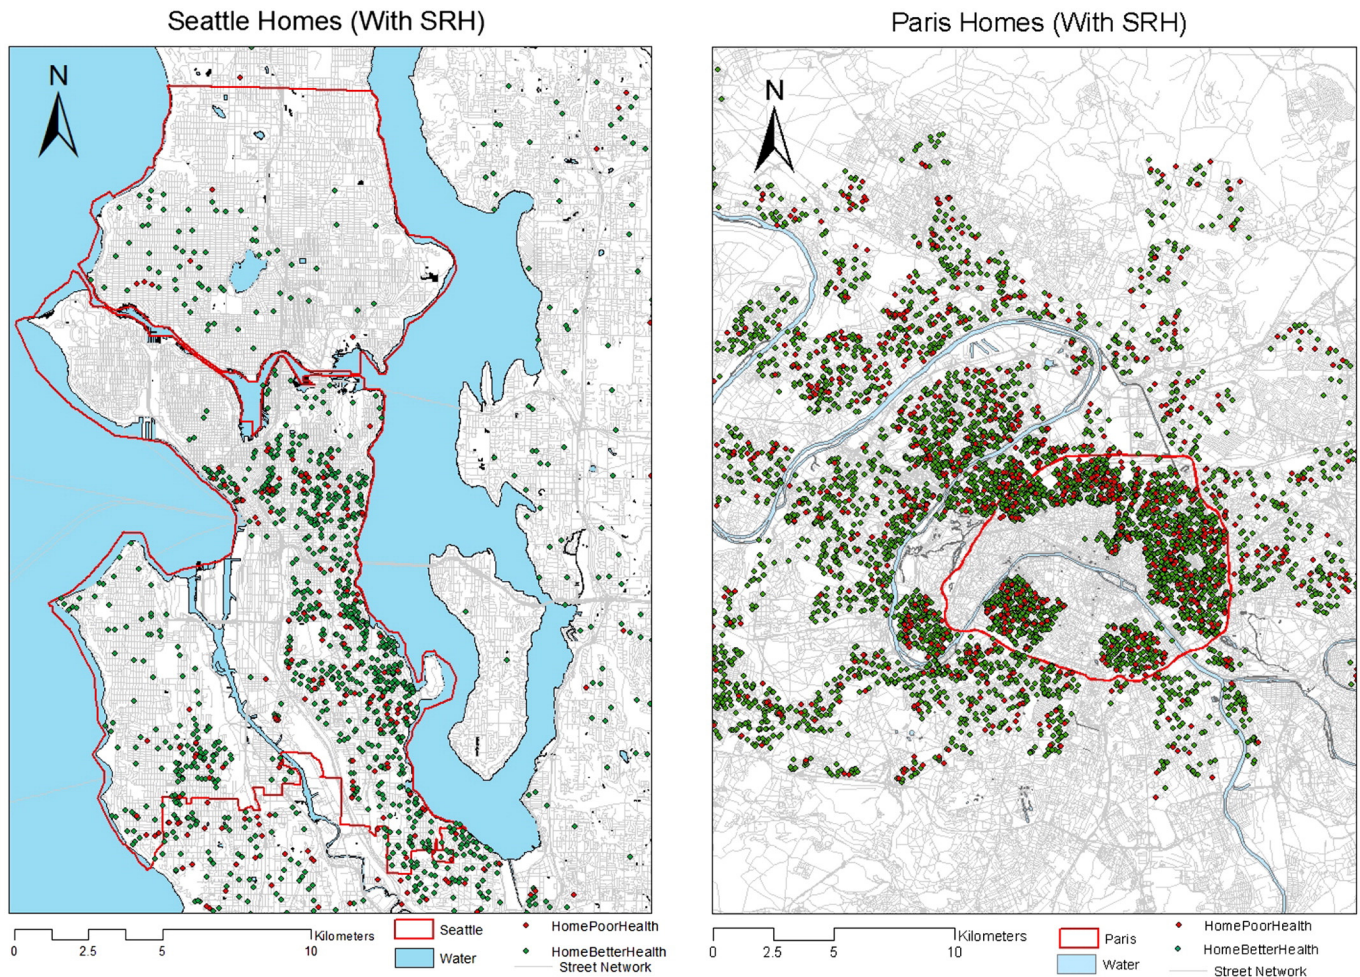 Seattle Homes (With SRH)
Paris Homes (With SRH)
N
N
Kilometers
0 2.5 5 10
Seattle
Water
HomePoorHealth
HomeBetterHealth
Street Network
Kilometers
0 2.5 5 10
Paris
Water
HomePoorHealth
HomeBetterHealth
Street Network